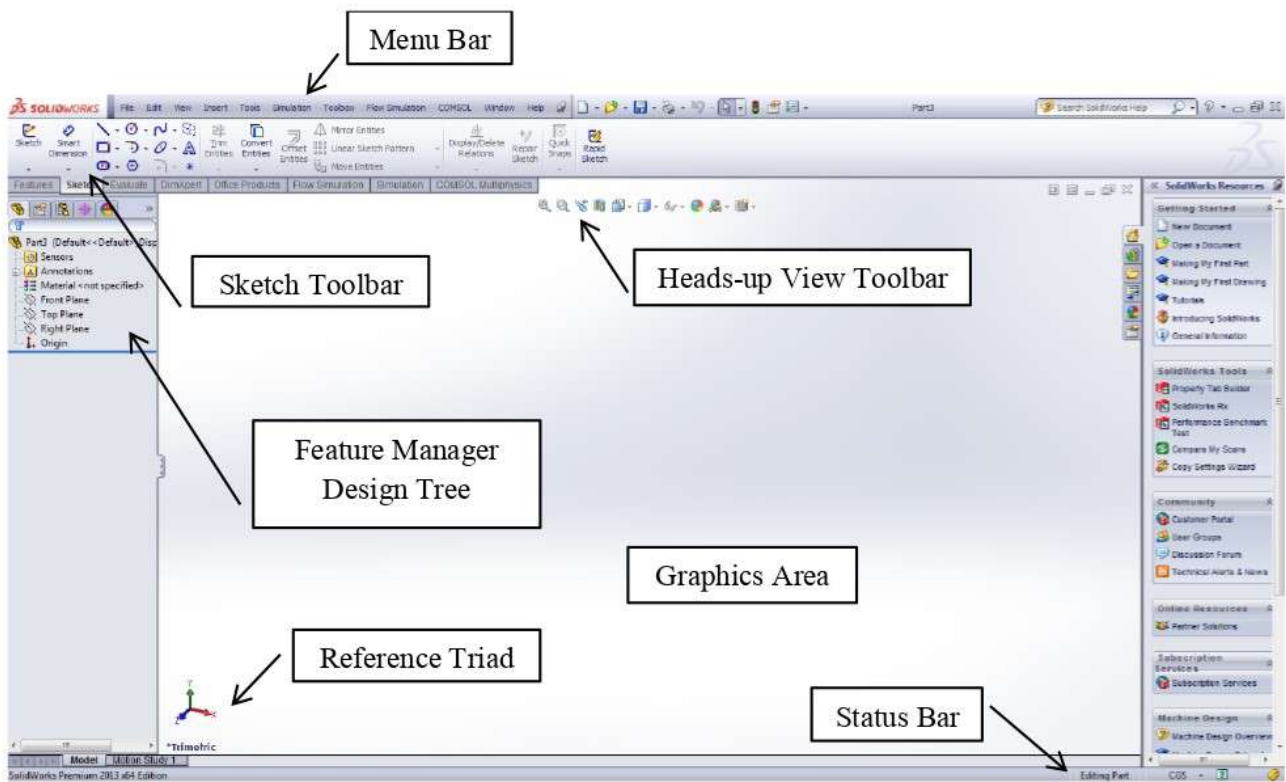 Menu Bar
SOLIDWORKS File Edit View Insert Tools Simulation Toolbox Flow Simulation COMSOL Window Help Part3 Search SolidWorks Help
Sketch Smart Dimension Trim Entities Convert Entities Offset Entities Mirror Entities Linear Sketch Pattern Move Entities Display/Delete Relations Repair Sketch Quick Snaps Rapid Sketch
Features Sketch Evaluate DimXpert Office Products Flow Simulation Simulation COMSOL Multiphysics
Part3 (Default<<Default>_Disp
Sensors
Annotations
Material <not specified>
Front Plane
Top Plane
Right Plane
Origin
Sketch Toolbar
Heads-up View Toolbar
Feature Manager
Design Tree
Graphics Area
Reference Triad
Status Bar
Y
X
Z
*Trimetric
SolidWorks Resources
Getting Started
New Document
Open a Document
Making My First Part
Making My First Drawing
Tutorials
Introducing SolidWorks
General Information
SolidWorks Tools
Property Tab Builder
SolidWorks Rx
Performance Benchmark
Test
Compare My Score
Copy Settings Wizard
Community
Customer Portal
User Groups
Discussion Forum
Technical Alerts & News
Online Resources
Partner Solutions
Subscription
Services
Subscription Services
Machine Design
Machine Design Overview
Model Motion Study 1
SolidWorks Premium 2013 x64 Edition Editing Part CGS